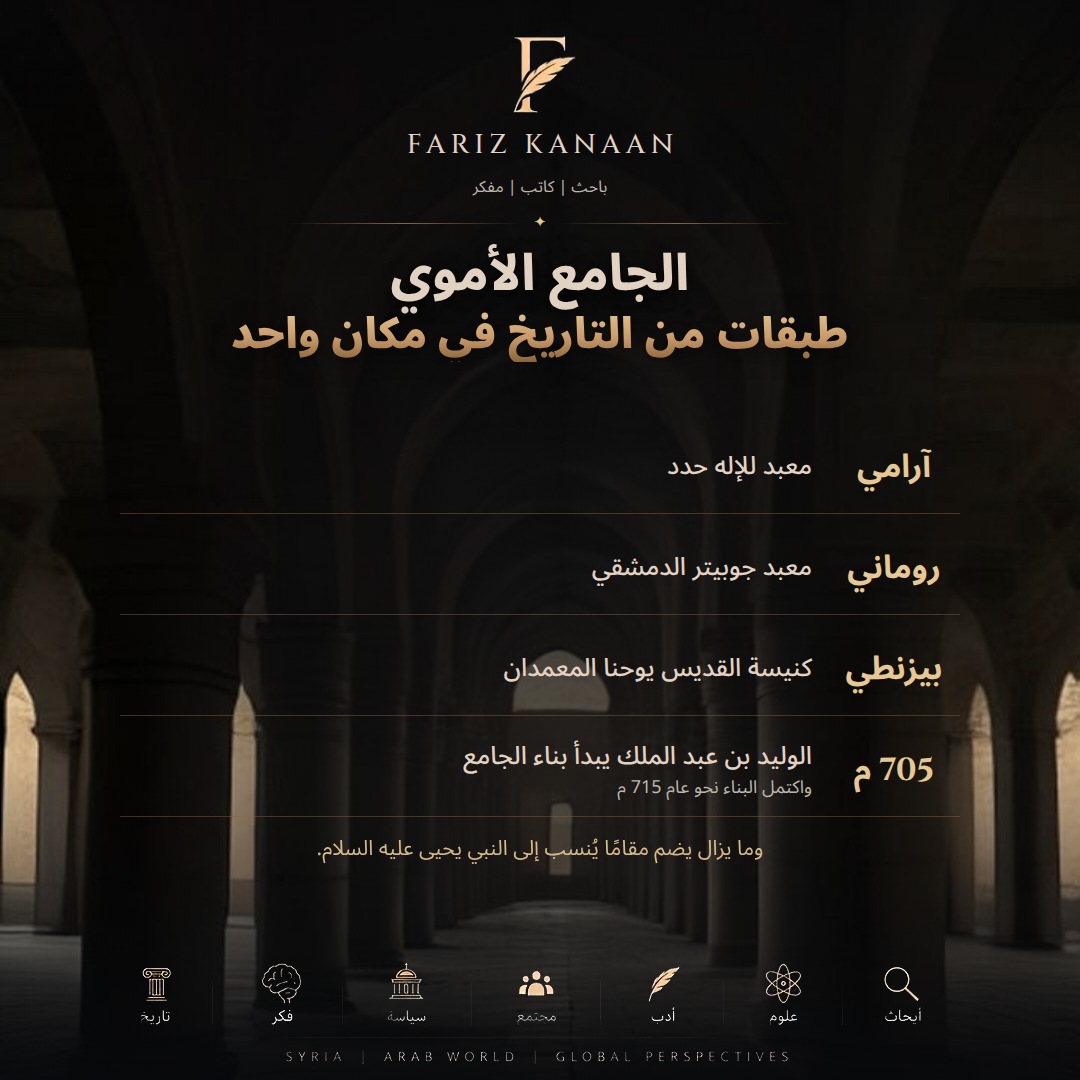 FARIZ KANAAN
باحث | كاتب | مفكر
الجامع الأموي
طبقات من التاريخ في مكان واحد
آرامي
معبد للإله حدد
روماني
معبد جوبيتر الدمشقي
بيزنطي
كنيسة القديس يوحنا المعمدان
705 م
الوليد بن عبد الملك يبدأ بناء الجامع
واكتمل البناء نحو عام 715 م
وما يزال يضم مقامًا يُنسب إلى النبي يحيى عليه السلام.
أبحاث
علوم
أدب
مجتمع
سياسة
فكر
تاريخ
SYRIA | ARAB WORLD | GLOBAL PERSPECTIVES